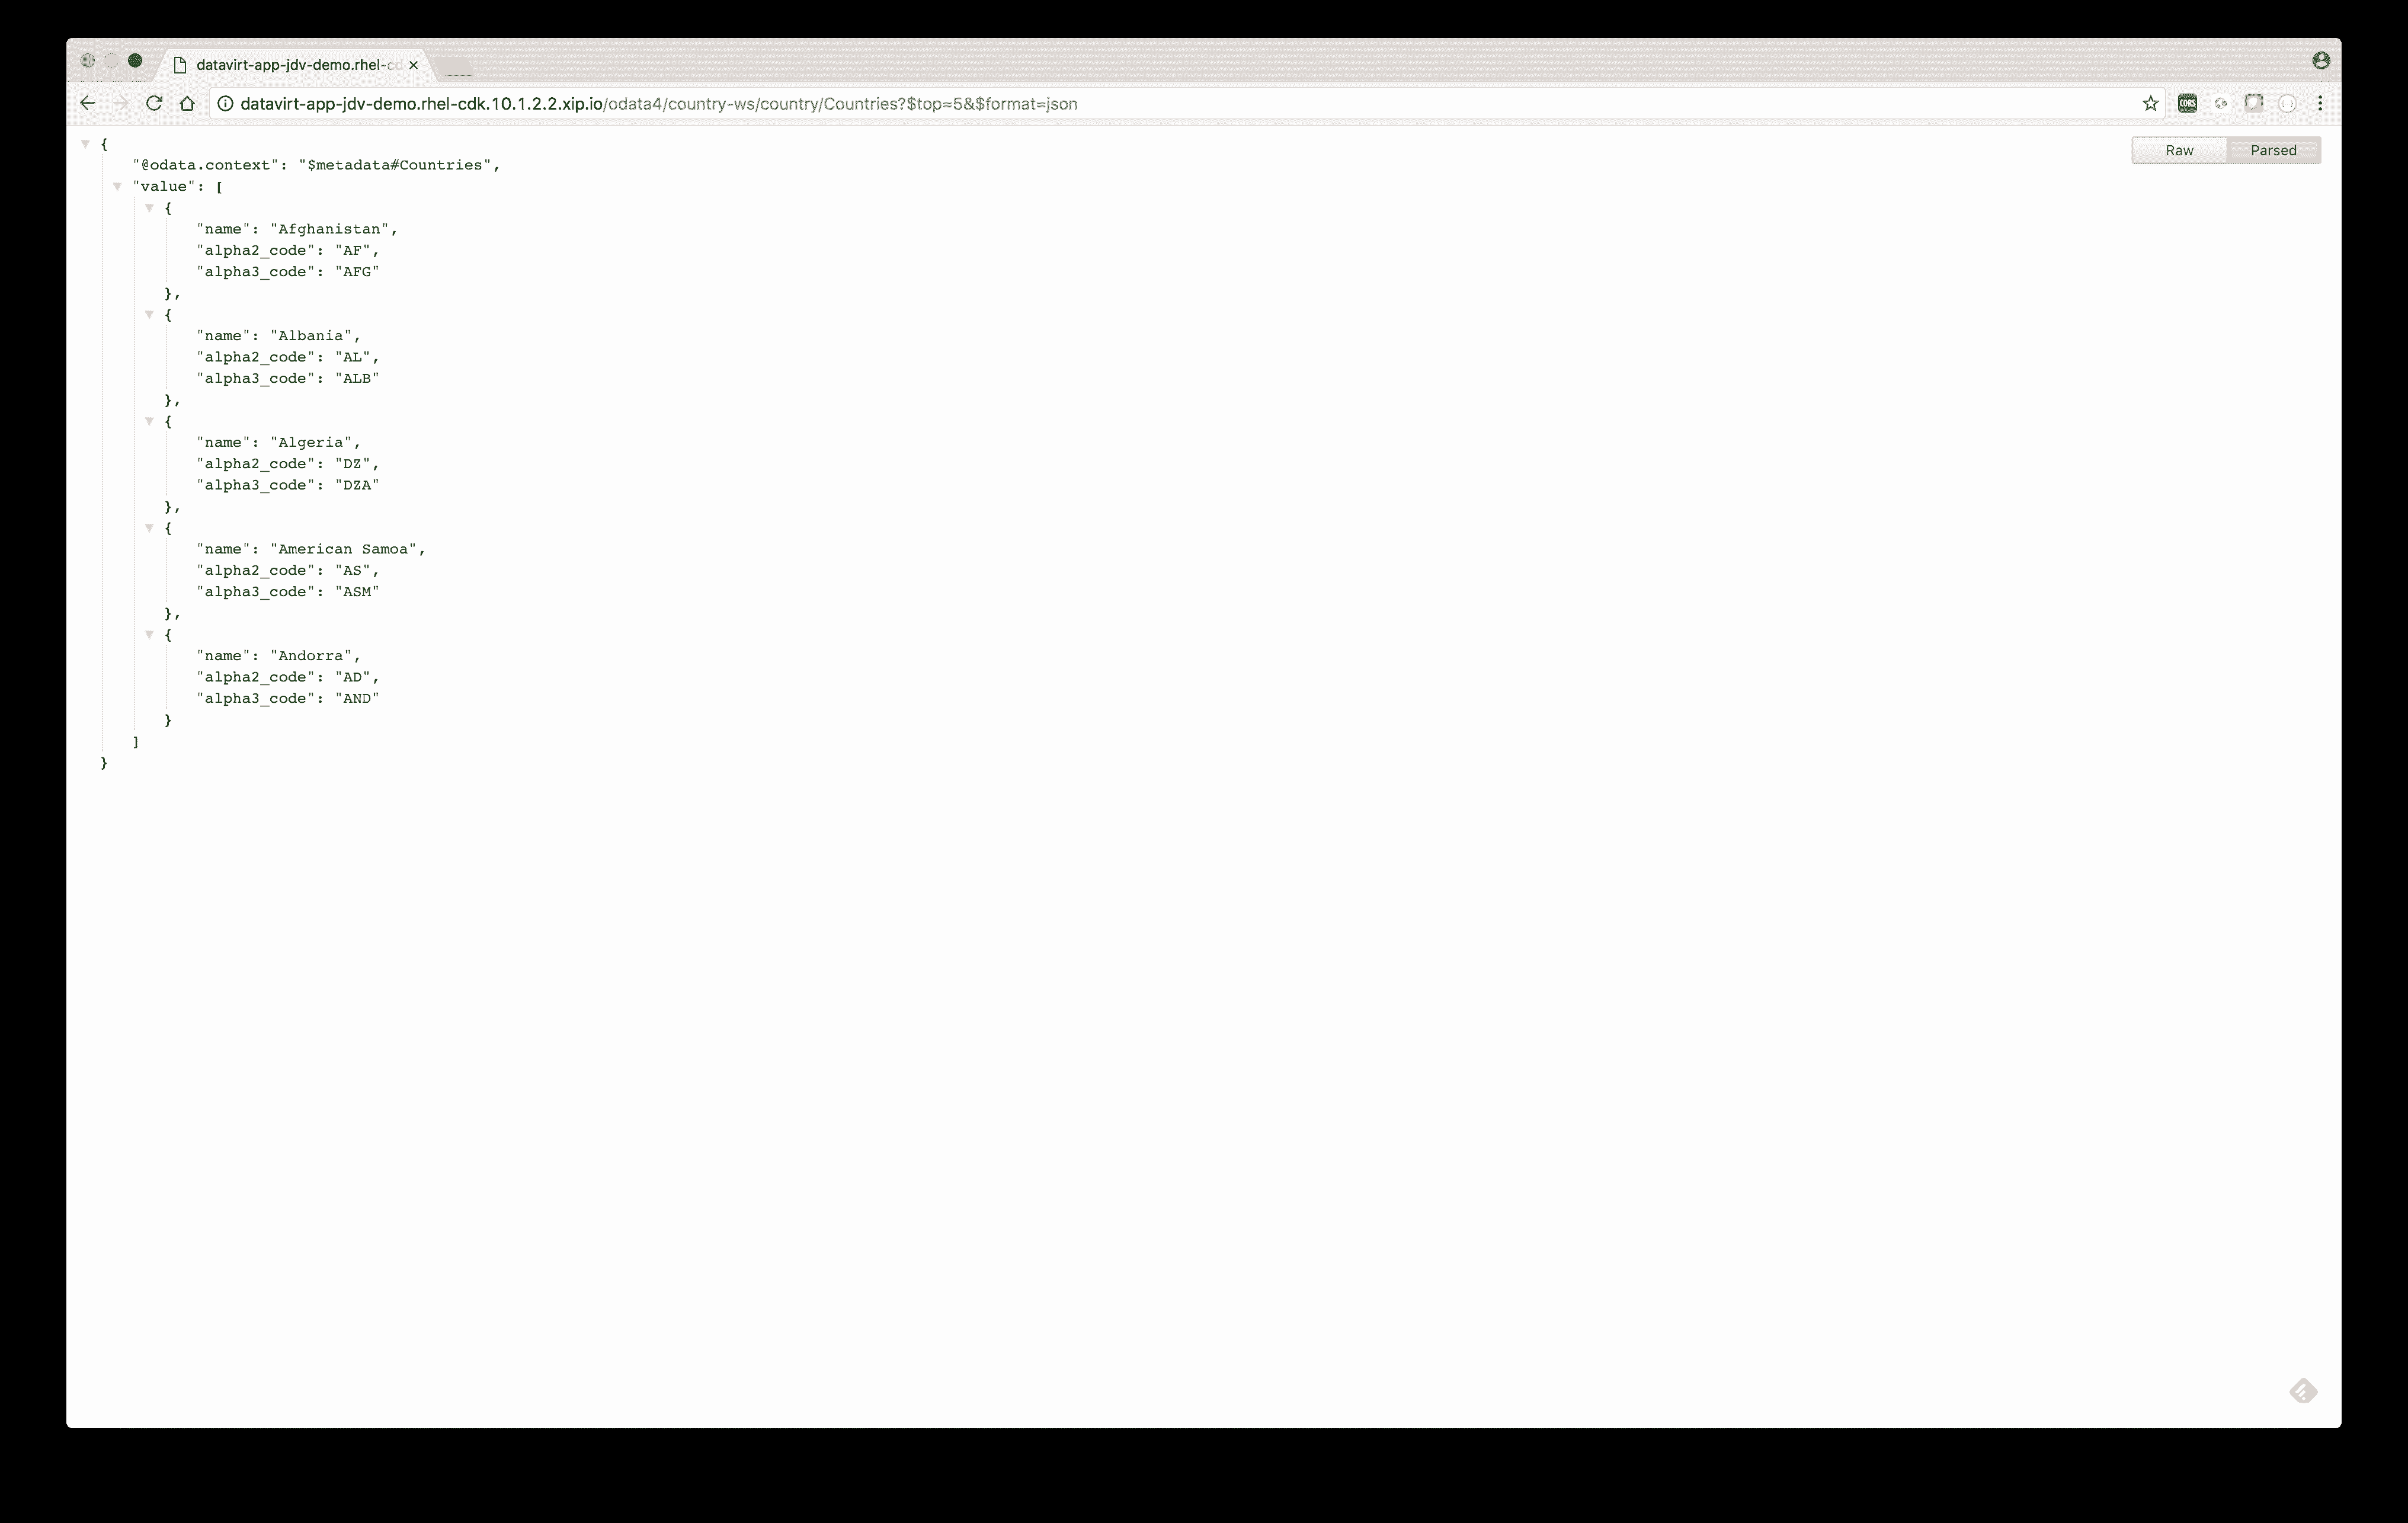 datavirt-app-jdv-demo.rhel-cd
datavirt-app-jdv-demo.rhel-cdk.10.1.2.2.xip.io/odata4/country-ws/country/Countries?$top=5&$format=json
CORS
Raw
Parsed
{
"@odata.context": "$metadata#Countries",
"value": [
{
"name": "Afghanistan",
"alpha2_code": "AF",
"alpha3_code": "AFG"
},
{
"name": "Albania",
"alpha2_code": "AL",
"alpha3_code": "ALB"
},
{
"name": "Algeria",
"alpha2_code": "DZ",
"alpha3_code": "DZA"
},
{
"name": "American Samoa",
"alpha2_code": "AS",
"alpha3_code": "ASM"
},
{
"name": "Andorra",
"alpha2_code": "AD",
"alpha3_code": "AND"
}
]
}